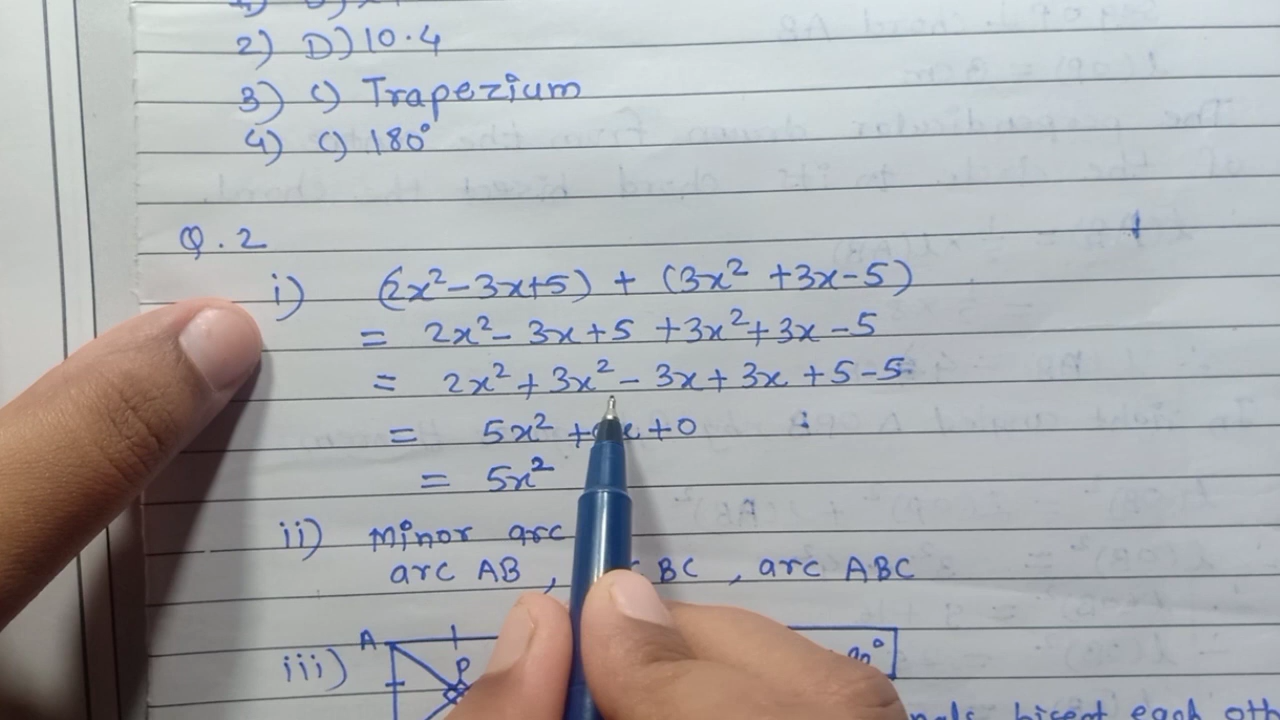 2) D) 10.4
3) C) Trapezium
4) C) 180°
Q.2
i) (2x² - 3x + 5) + (3x² + 3x - 5)
= 2x² - 3x + 5 + 3x² + 3x - 5
= 2x² + 3x² - 3x + 3x + 5 - 5
= 5x² + x + 0
= 5x²
ii) Minor arc
arc AB, BC, arc ABC
iii) A
P
bisect each